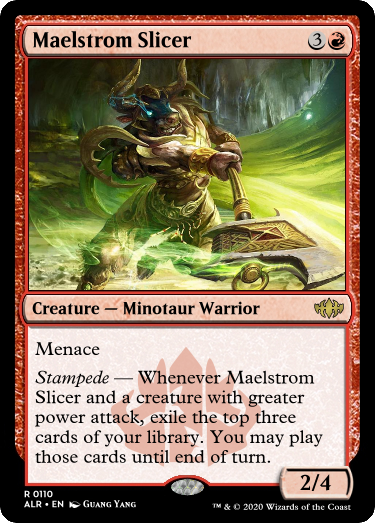 Maelstrom Slicer 3
Creature — Minotaur Warrior
Menace
Stampede — Whenever Maelstrom
Slicer and a creature with greater
power attack, exile the top three
cards of your library. You may play
those cards until end of turn.
2/4
R 0110
ALR • EN Guang Yang
™ & © 2020 Wizards of the Coast